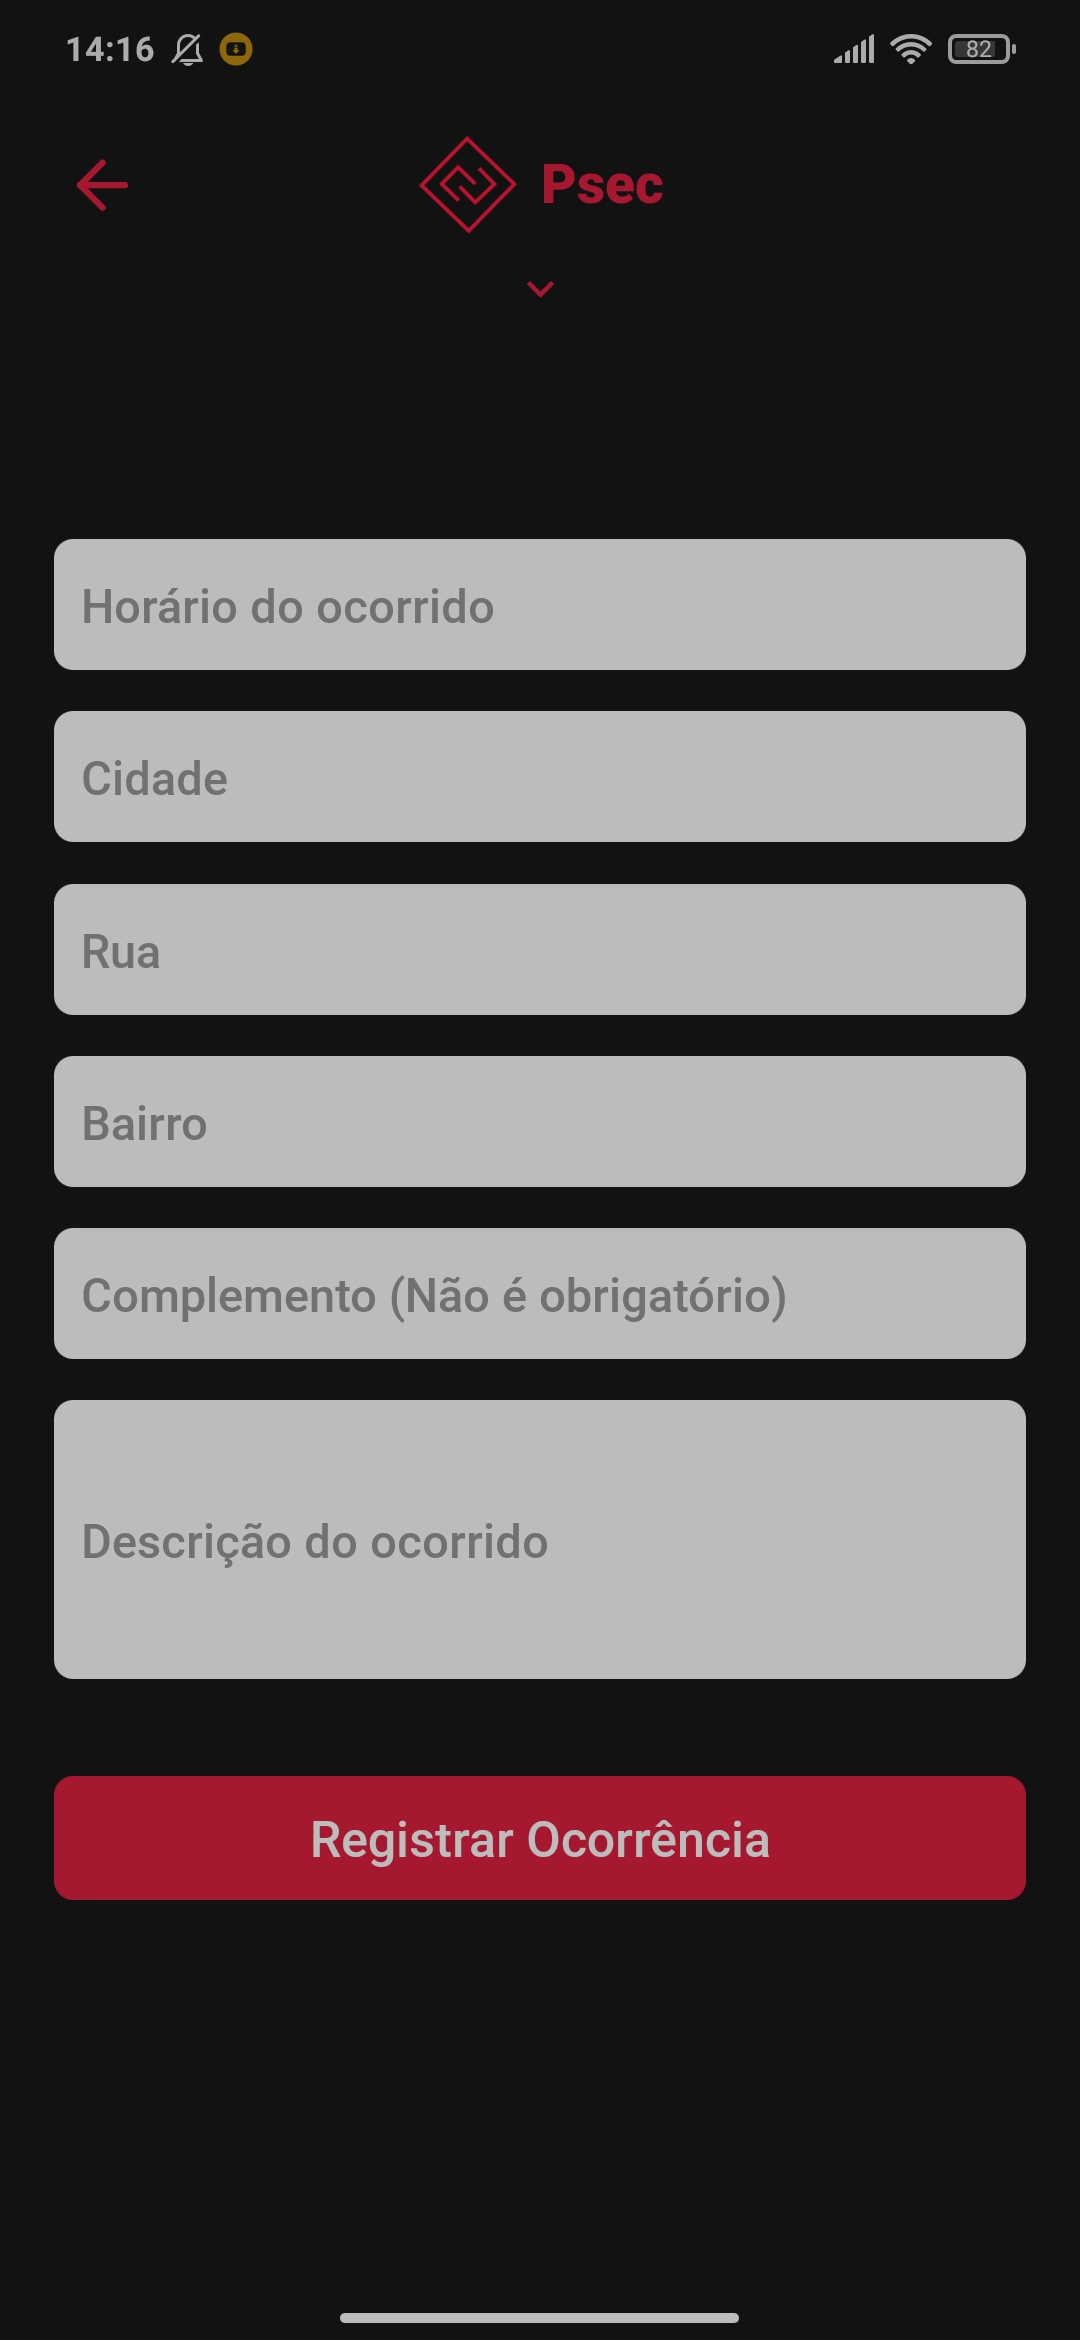 14:16
82
Psec
Horário do ocorrido
Cidade
Rua
Bairro
Complemento (Não é obrigatório)
Descrição do ocorrido
Registrar Ocorrência